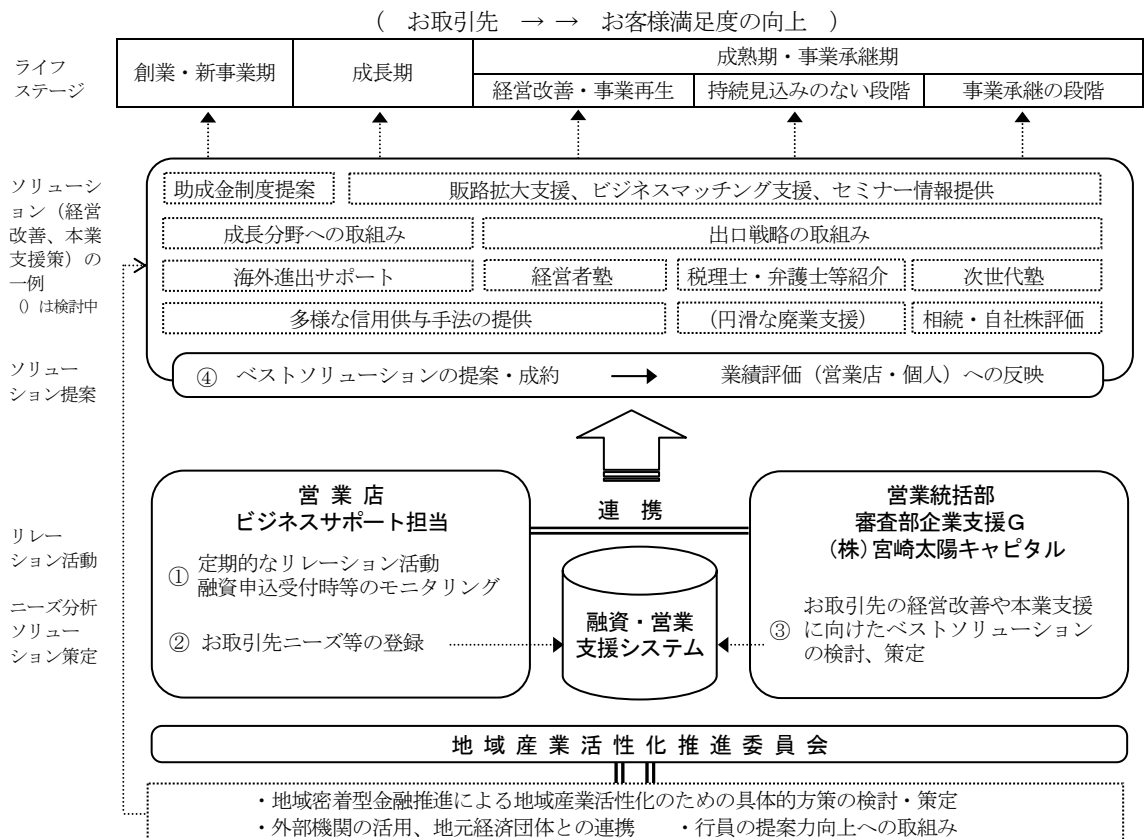 （ お取引先 → → お客様満足度の向上 ）
ライフ
ステージ
創業・新事業期
成長期
成熟期・事業承継期
経営改善・事業再生
持続見込みのない段階
事業承継の段階
ソリューシ
ョン（経営
改善、本業
支援策）の
一例
（）は検討中
助成金制度提案
販路拡大支援、ビジネスマッチング支援、セミナー情報提供
成長分野への取組み
出口戦略の取組み
海外進出サポート
経営者塾
税理士・弁護士等紹介
次世代塾
多様な信用供与手法の提供
(円滑な廃業支援)
相続・自社株評価
ソリュー
ション提案
④ ベストソリューションの提案・成約 → 業績評価（営業店・個人）への反映
営 業 店
ビジネスサポート担当
連 携
営業統括部
審査部企業支援G
(株)宮崎太陽キャピタル
リレー
ション活動
① 定期的なリレーション活動
融資申込受付時等のモニタリング
ニーズ分析
ソリュー
ション策定
② お取引先ニーズ等の登録
融資・営業
支援システム
お取引先の経営改善や本業支援
③ に向けたベストソリューション
の検討、策定
地 域 産 業 活 性 化 推 進 委 員 会
・地域密着型金融推進による地域産業活性化のための具体的方策の検討・策定
・外部機関の活用、地元経済団体との連携 ・行員の提案力向上への取組み